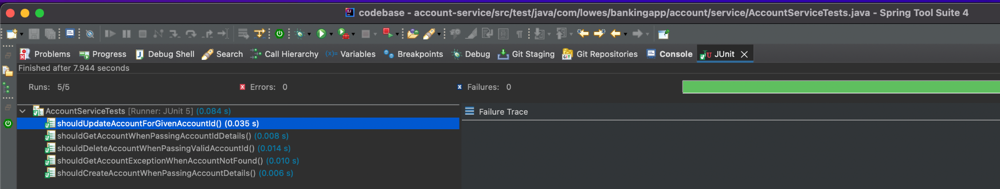 codebase - account-service/src/test/java/com/lowes/bankingapp/account/service/AccountServiceTests.java - Spring Tool Suite 4
Problems Progress Debug Shell Search Call Hierarchy (x)= Variables Breakpoints Debug Git Staging Git Repositories Console JUnit
Finished after 7.944 seconds
Runs: 5/5 Errors: 0 Failures: 0
AccountServiceTests [Runner: JUnit 5] (0.084 s) Failure Trace
shouldUpdateAccountForGivenAccountId() (0.035 s)
shouldGetAccountWhenPassingAccountIdDetails() (0.008 s)
shouldDeleteAccountWhenPassingValidAccountId() (0.014 s)
shouldGetAccountExceptionWhenAccountNotFound() (0.010 s)
shouldCreateAccountWhenPassingAccountDetails() (0.006 s)